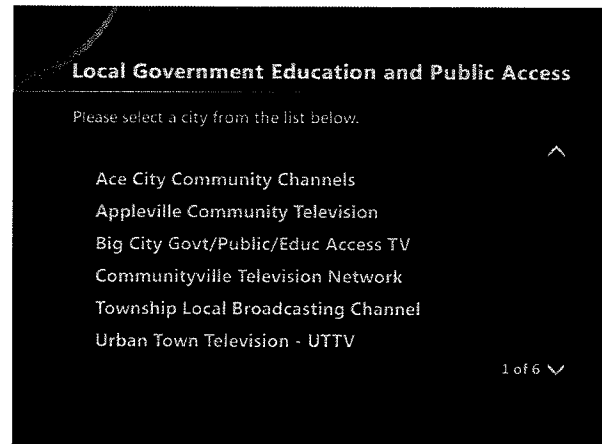 Local Government Education and Public Access
Please select a city from the list below.
Ace City Community Channels
Appleville Community Television
Big City Govt/Public/Educ Access TV
Communityville Television Network
Township Local Broadcasting Channel
Urban Town Television - UTTV
1 of 6